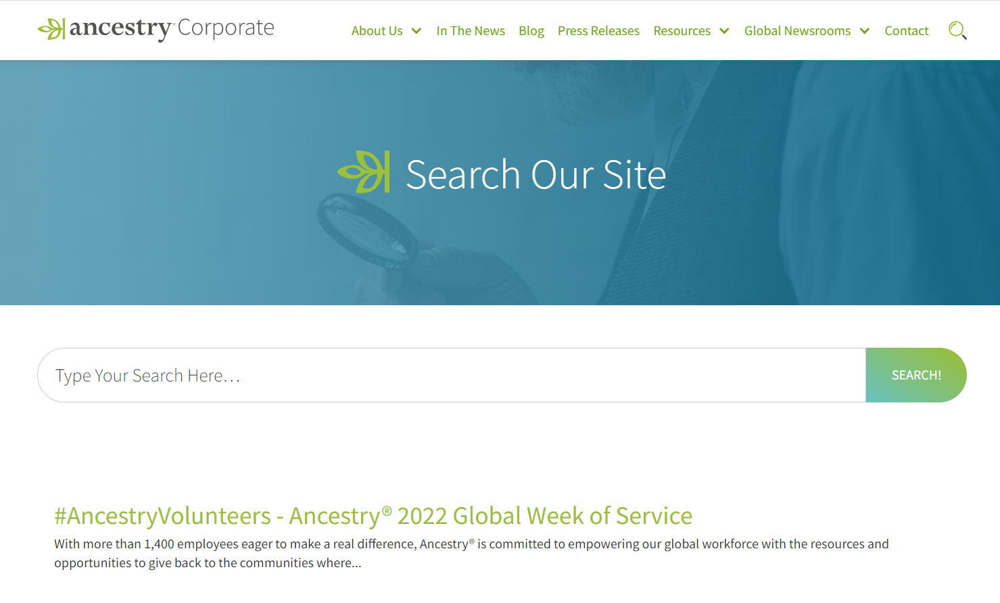 ancestry® Corporate
About Us
In The News
Blog
Press Releases
Resources
Global Newsrooms
Contact
Search Our Site
Type Your Search Here...
SEARCH!
#AncestryVolunteers - Ancestry® 2022 Global Week of Service
With more than 1,400 employees eager to make a real difference, Ancestry® is committed to empowering our global workforce with the resources and
opportunities to give back to the communities where...